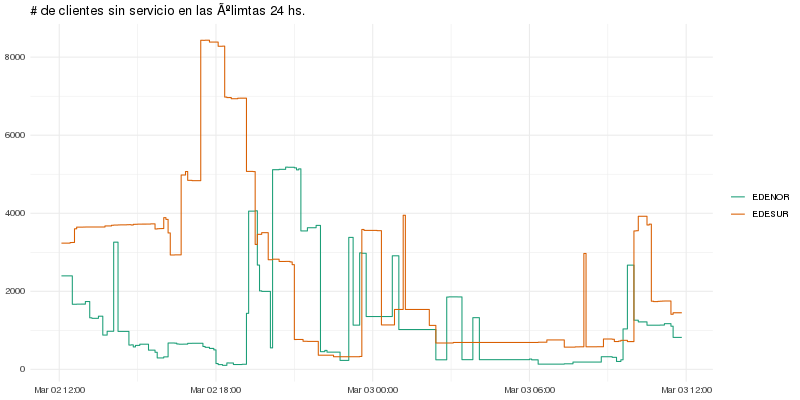 # de clientes sin servicio en las Ãºlimtas 24 hs.
8000
6000
4000
2000
0
EDENOR
EDESUR
Mar 02 12:00
Mar 02 18:00
Mar 03 00:00
Mar 03 06:00
Mar 03 12:00